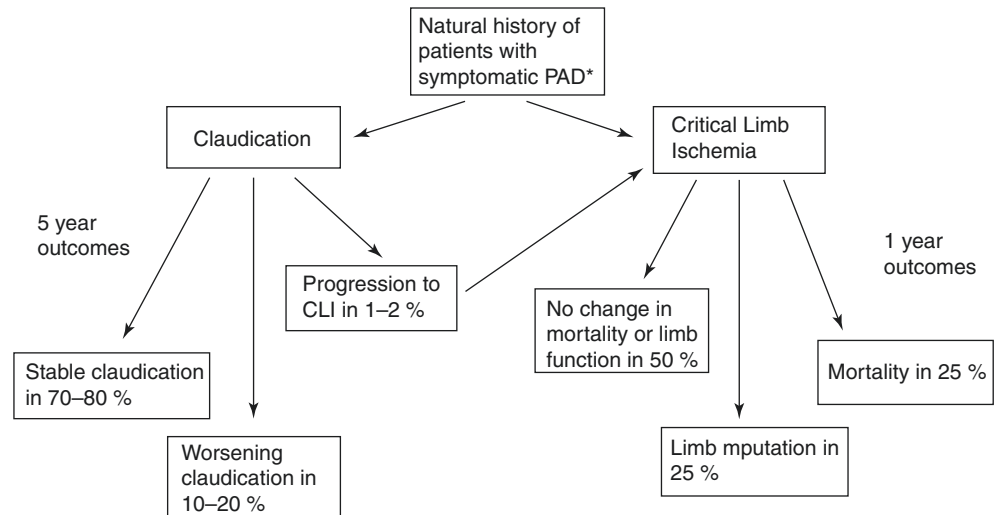 Natural history of
patients with
symptomatic PAD*
Claudication
Critical Limb
Ischemia
5 year
outcomes
1 year
outcomes
Progression to
CLI in 1–2 %
No change in
mortality or limb
function in 50 %
Stable claudication
in 70–80 %
Mortality in 25 %
Worsening
claudication in
10–20 %
Limb mputation in
25 %